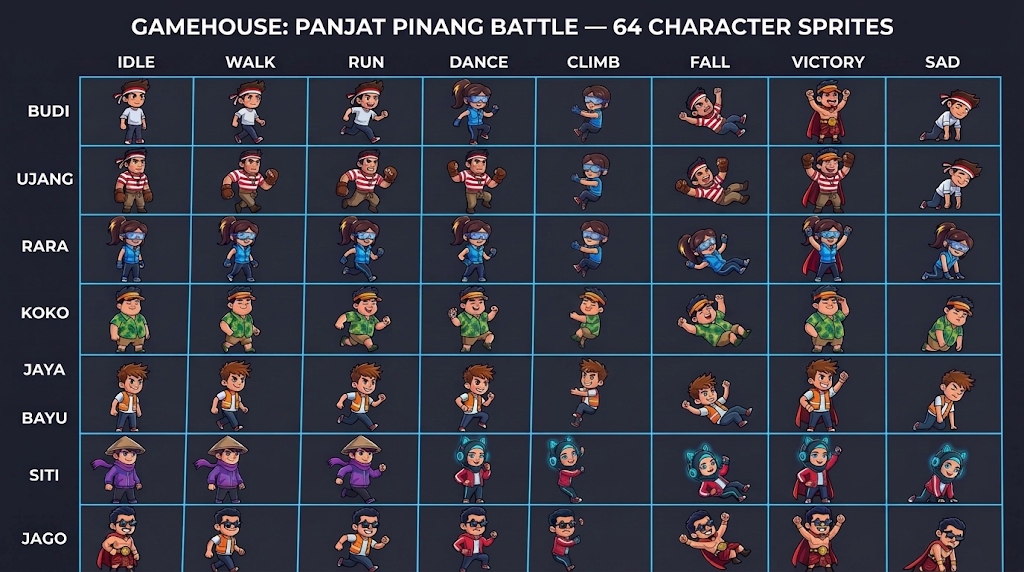 GAMEHOUSE: PANJAT PINANG BATTLE — 64 CHARACTER SPRITES
IDLE WALK RUN DANCE CLIMB FALL VICTORY SAD
BUDI
UJANG
RARA
KOKO
JAYA
BAYU
SITI
JAGO